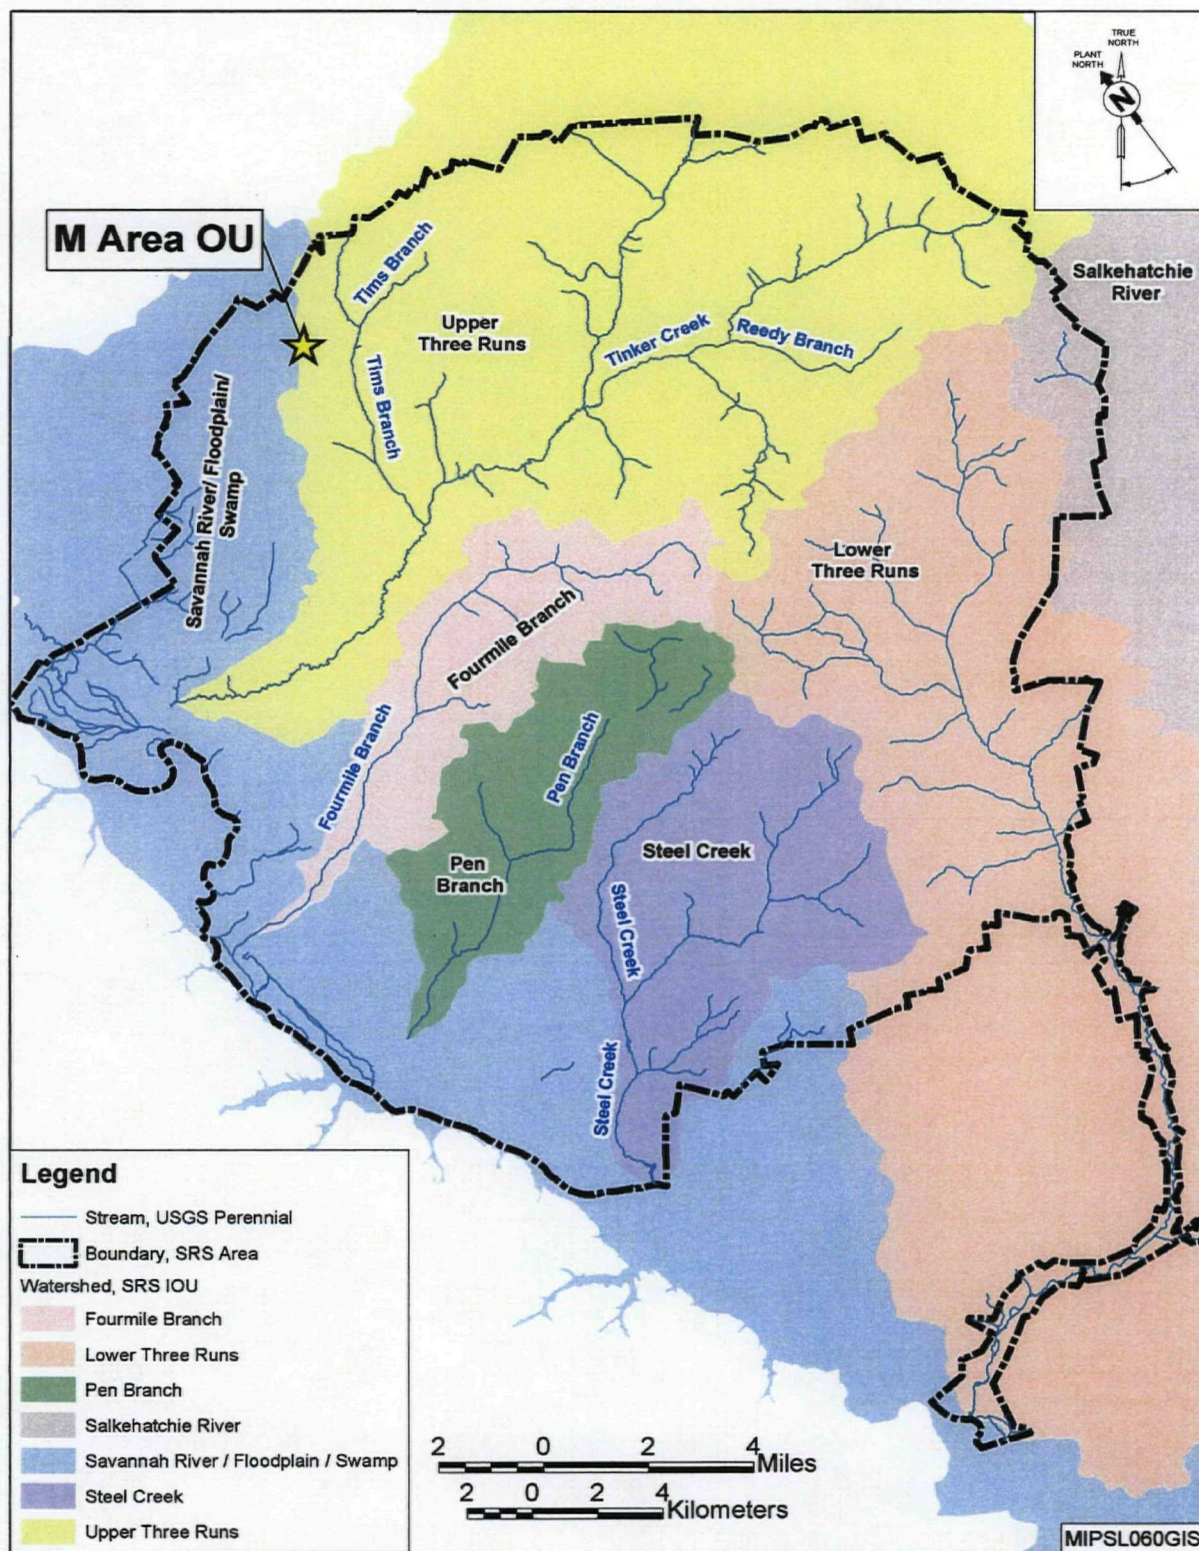 TRUE
NORTH
PLANT
NORTH
N
M Area OU
Tims Branch
Upper
Three Runs
Salkehatchie
River
Tinker Creek
Reedy Branch
Tims Branch
Savannah River/ Floodplain/
Swamp
Lower
Three Runs
Fourmile Branch
Fourmile Branch
Pen Branch
Pen
Branch
Steel Creek
Steel Creek
Steel Creek
Legend
Stream, USGS Perennial
Boundary, SRS Area
Watershed, SRS IOU
Fourmile Branch
Lower Three Runs
Pen Branch
Salkehatchie River
Savannah River / Floodplain / Swamp
Steel Creek
Upper Three Runs
2 0 2 4
Miles
2 0 2 4
Kilometers
MIPSL060GIS